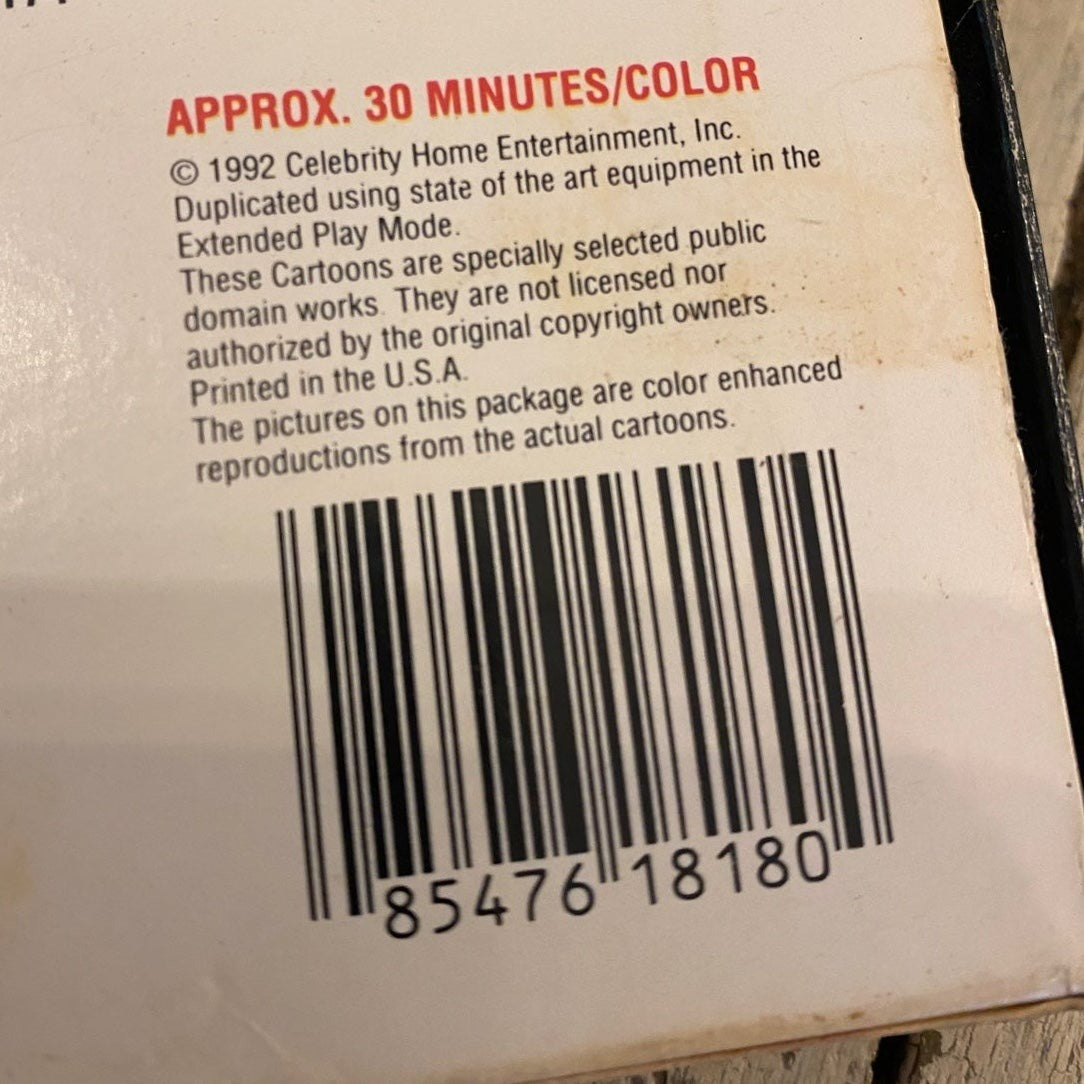 APPROX. 30 MINUTES/COLOR
© 1992 Celebrity Home Entertainment, Inc.
Duplicated using state of the art equipment in the
Extended Play Mode.
These Cartoons are specially selected public
domain works. They are not licensed nor
authorized by the original copyright owners.
Printed in the U.S.A.
The pictures on this package are color enhanced
reproductions from the actual cartoons.
85476 18180